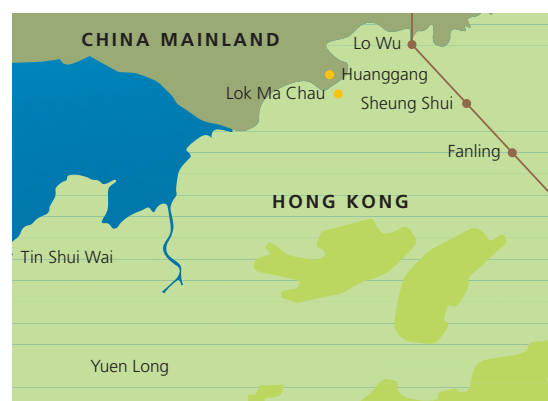 CHINA MAINLAND
Lo Wu
Huanggang
Lok Ma Chau
Sheung Shui
Fanling
HONG KONG
Tin Shui Wai
Yuen Long